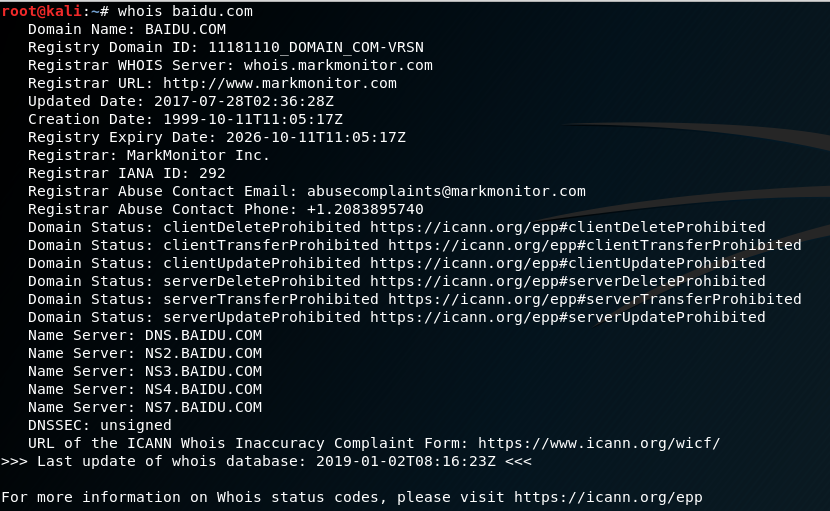 root@kali:~# whois baidu.com
Domain Name: BAIDU.COM
Registry Domain ID: 11181110_DOMAIN_COM-VRSN
Registrar WHOIS Server: whois.markmonitor.com
Registrar URL: http://www.markmonitor.com
Updated Date: 2017-07-28T02:36:28Z
Creation Date: 1999-10-11T11:05:17Z
Registry Expiry Date: 2026-10-11T11:05:17Z
Registrar: MarkMonitor Inc.
Registrar IANA ID: 292
Registrar Abuse Contact Email: abusecomplaints@markmonitor.com
Registrar Abuse Contact Phone: +1.2083895740
Domain Status: clientDeleteProhibited https://icann.org/epp#clientDeleteProhibited
Domain Status: clientTransferProhibited https://icann.org/epp#clientTransferProhibited
Domain Status: clientUpdateProhibited https://icann.org/epp#clientUpdateProhibited
Domain Status: serverDeleteProhibited https://icann.org/epp#serverDeleteProhibited
Domain Status: serverTransferProhibited https://icann.org/epp#serverTransferProhibited
Domain Status: serverUpdateProhibited https://icann.org/epp#serverUpdateProhibited
Name Server: DNS.BAIDU.COM
Name Server: NS2.BAIDU.COM
Name Server: NS3.BAIDU.COM
Name Server: NS4.BAIDU.COM
Name Server: NS7.BAIDU.COM
DNSSEC: unsigned
URL of the ICANN Whois Inaccuracy Complaint Form: https://www.icann.org/wicf/
>>> Last update of whois database: 2019-01-02T08:16:23Z <<<
For more information on Whois status codes, please visit https://icann.org/epp